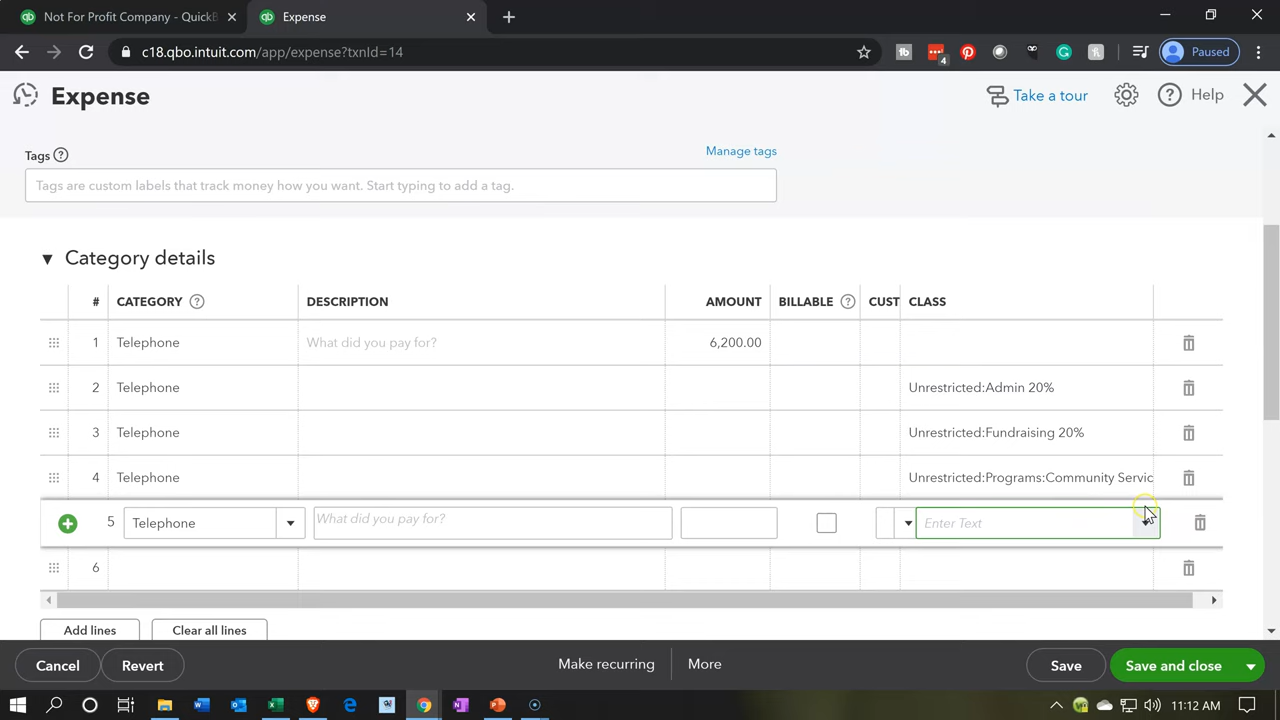 Not For Profit Company - QuickB
Expense
c18.qbo.intuit.com/app/expense?txnId=14
4
Paused
Expense
Take a tour
Help
Tags
Manage tags
Tags are custom labels that track money how you want. Start typing to add a tag.
Category details
# CATEGORY DESCRIPTION AMOUNT BILLABLE CUST CLASS
1 Telephone What did you pay for? 6,200.00
2 Telephone Unrestricted:Admin 20%
3 Telephone Unrestricted:Fundraising 20%
4 Telephone Unrestricted:Programs:Community Servic
5 Telephone What did you pay for? Enter Text
6
Add lines Clear all lines
Cancel Revert Make recurring More Save Save and close
11:12 AM